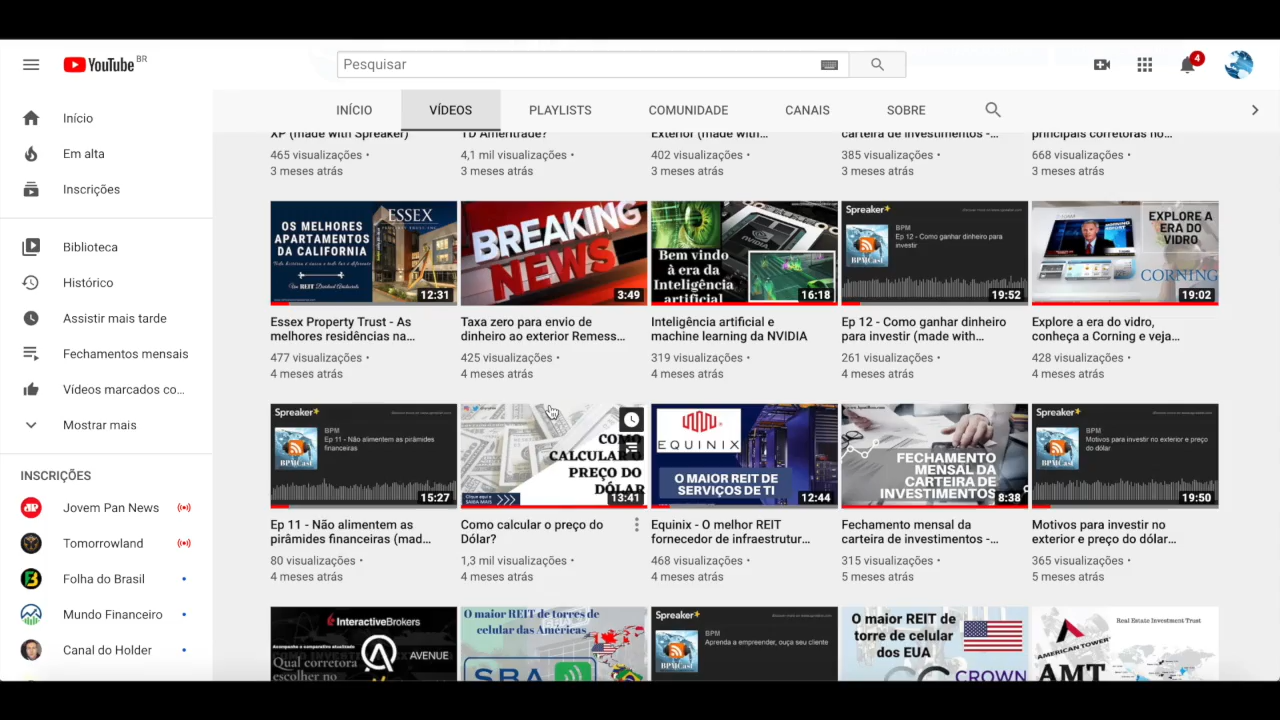 YouTube BR
Pesquisar
4
INÍCIO
VÍDEOS
PLAYLISTS
COMUNIDADE
CANAIS
SOBRE
Início
Em alta
Inscrições
Biblioteca
Histórico
Assistir mais tarde
Fechamentos mensais
Vídeos marcados co...
Mostrar mais
INSCRIÇÕES
Jovem Pan News
Tomorrowland
Folha do Brasil
Mundo Financeiro
Canal do Holder
XP (made with Spreaker)
465 visualizações •
3 meses atrás
TD Ameritrade?
4,1 mil visualizações •
3 meses atrás
Exterior (made with...
402 visualizações •
3 meses atrás
carteira de investimentos -...
385 visualizações •
3 meses atrás
principais corretoras no...
668 visualizações •
3 meses atrás
OS MELHORES
APARTAMENTOS
DA CALIFORNIA
ESSEX
12:31
Essex Property Trust - As
melhores residências na...
477 visualizações •
4 meses atrás
BREAKING
NEWS
3:49
Taxa zero para envio de
dinheiro ao exterior Remess...
425 visualizações •
4 meses atrás
NVIDIA
Bem vindo
à era da
Inteligência
artificial
16:18
Inteligência artificial e
machine learning da NVIDIA
319 visualizações •
4 meses atrás
Spreaker
BPM
Ep 12 - Como ganhar dinheiro para
investir
BPMCast
19:52
Ep 12 - Como ganhar dinheiro
para investir (made with...
261 visualizações •
4 meses atrás
EXPLORE A
ERA DO
VIDRO
CORNING
19:02
Explore a era do vidro,
conheça a Corning e veja...
428 visualizações •
4 meses atrás
Spreaker
BPM
Ep 11 - Não alimentem as pirâmides
financeiras
BPMCast
15:27
Ep 11 - Não alimentem as
pirâmides financeiras (mad...
80 visualizações •
4 meses atrás
COMO
CALCULAR O
PREÇO DO
DÓLAR
Clique aqui e
SAIBA MAIS
13:41
Como calcular o preço do
Dólar?
1,3 mil visualizações •
4 meses atrás
EQUINIX
O MAIOR REIT DE
SERVIÇOS DE TI
12:44
Equinix - O melhor REIT
fornecedor de infraestrutur...
468 visualizações •
4 meses atrás
FECHAMENTO
MENSAL DA
CARTEIRA DE
INVESTIMENTOS
8:38
Fechamento mensal da
carteira de investimentos -...
315 visualizações •
5 meses atrás
Spreaker
BPM
Motivos para investir no exterior e preço
do dólar
BPMCast
19:50
Motivos para investir no
exterior e preço do dólar...
365 visualizações •
5 meses atrás
InteractiveBrokers
Acompanhe o comparativo atualizado
Qual corretora
escolher no
AVENUE
O maior REIT de torres de
celular das Américas
SBA
Spreaker
BPM
Aprenda a empreender, ouça seu cliente
BPMCast
O maior REIT de
torre de celular
dos EUA
CROWN
Real Estate Investment Trust
AMERICAN TOWER
AMT